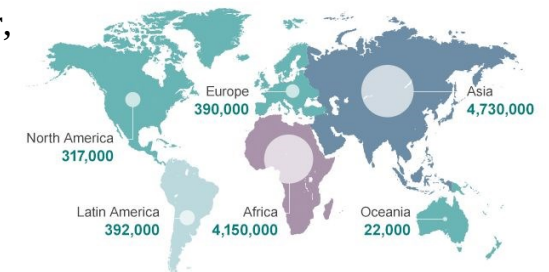 Europe
390,000
Asia
4,730,000
North America
317,000
Latin America
392,000
Africa
4,150,000
Oceania
22,000